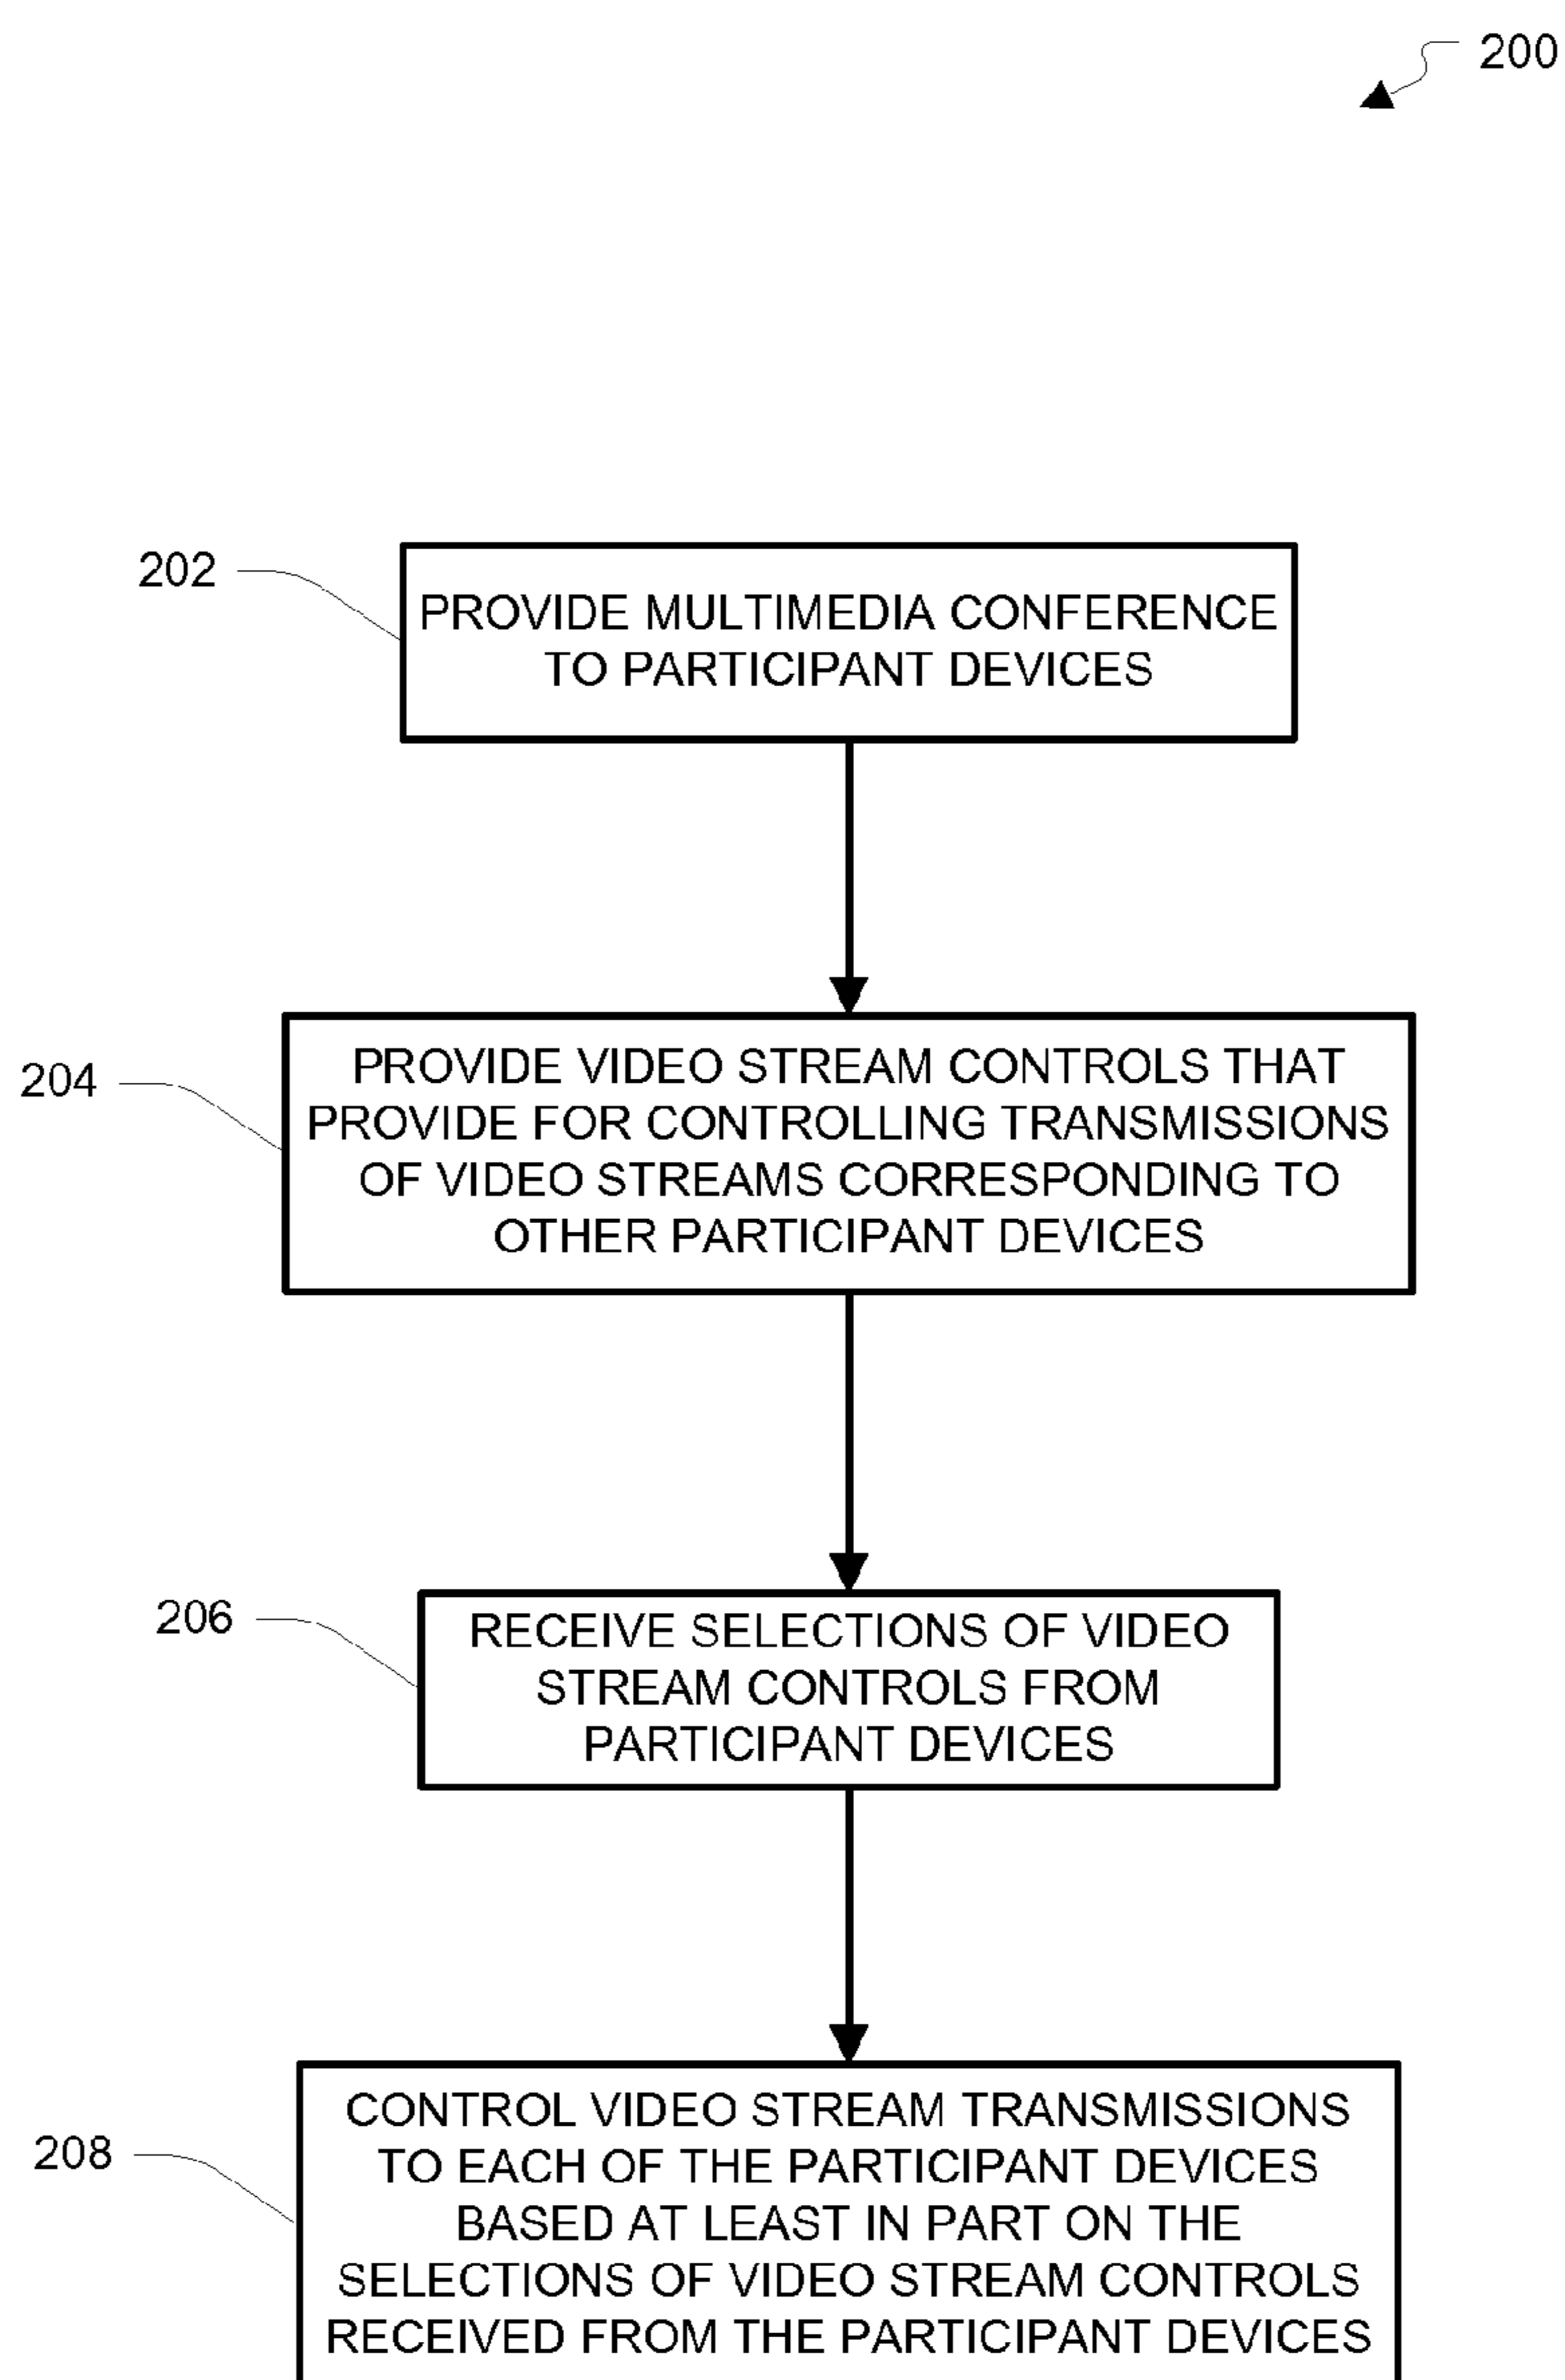 200
202
PROVIDE MULTIMEDIA CONFERENCE
TO PARTICIPANT DEVICES
204
PROVIDE VIDEO STREAM CONTROLS THAT
PROVIDE FOR CONTROLLING TRANSMISSIONS
OF VIDEO STREAMS CORRESPONDING TO
OTHER PARTICIPANT DEVICES
206
RECEIVE SELECTIONS OF VIDEO
STREAM CONTROLS FROM
PARTICIPANT DEVICES
208
CONTROL VIDEO STREAM TRANSMISSIONS
TO EACH OF THE PARTICIPANT DEVICES
BASED AT LEAST IN PART ON THE
SELECTIONS OF VIDEO STREAM CONTROLS
RECEIVED FROM THE PARTICIPANT DEVICES